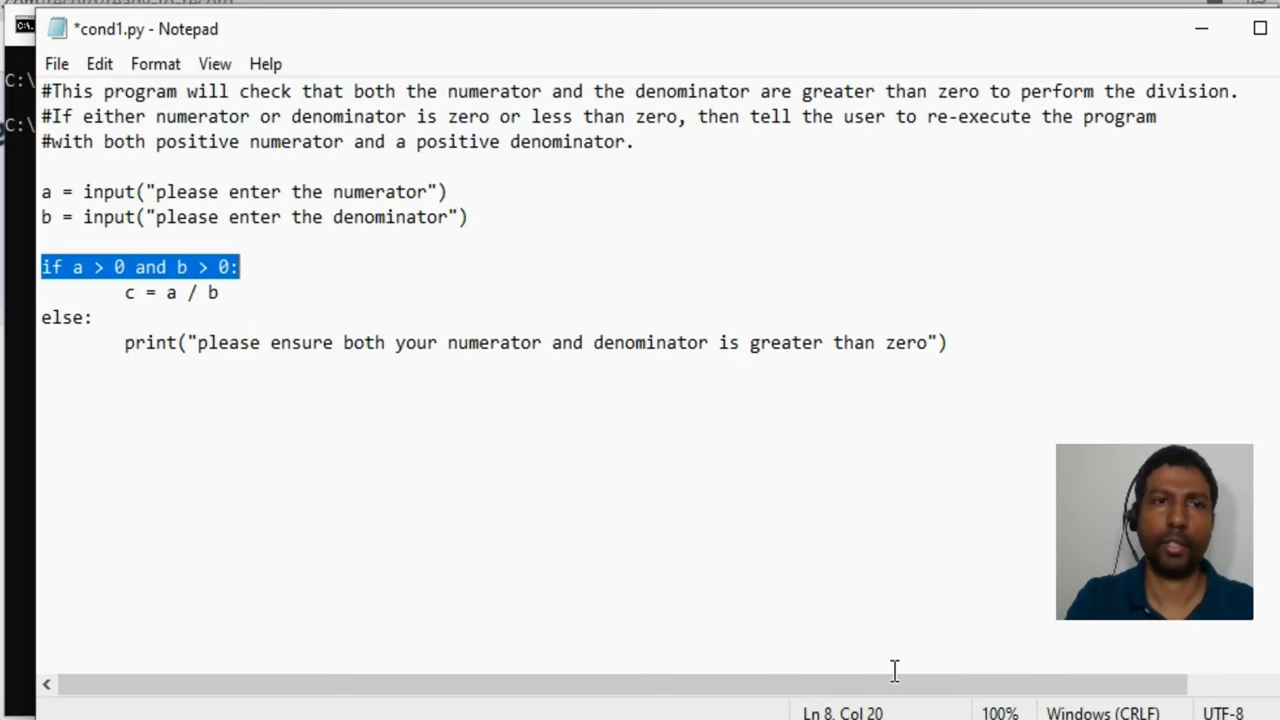 *cond1.py - Notepad
File Edit Format View Help
C:\
C:\
#This program will check that both the numerator and the denominator are greater than zero to perform the division.
#If either numerator or denominator is zero or less than zero, then tell the user to re-execute the program
#with both positive numerator and a positive denominator.
a = input("please enter the numerator")
b = input("please enter the denominator")
if a > 0 and b > 0:
c = a / b
else:
print("please ensure both your numerator and denominator is greater than zero")
Ln 8, Col 20 100% Windows (CRLF) UTF-8